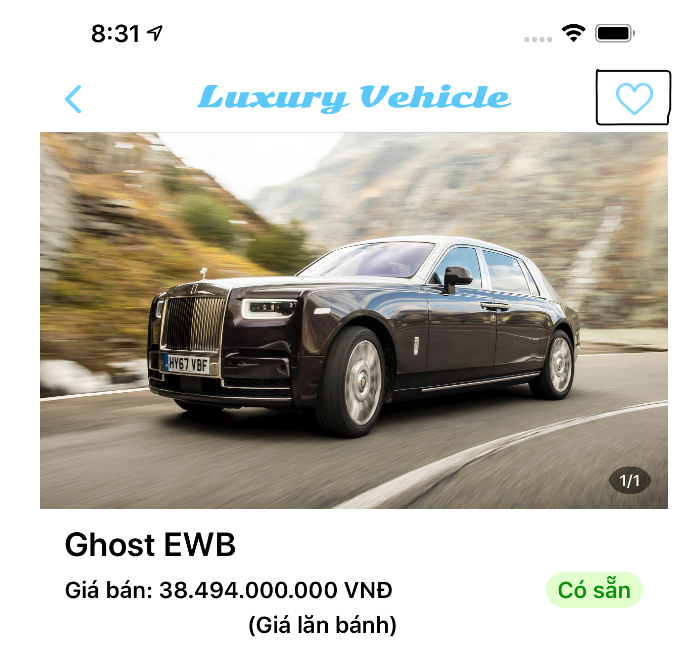 8:31
Luxury Vehicle
HY67 VBF
1/1
Ghost EWB
Giá bán: 38.494.000.000 VNĐ
Có sẵn
(Giá lăn bánh)